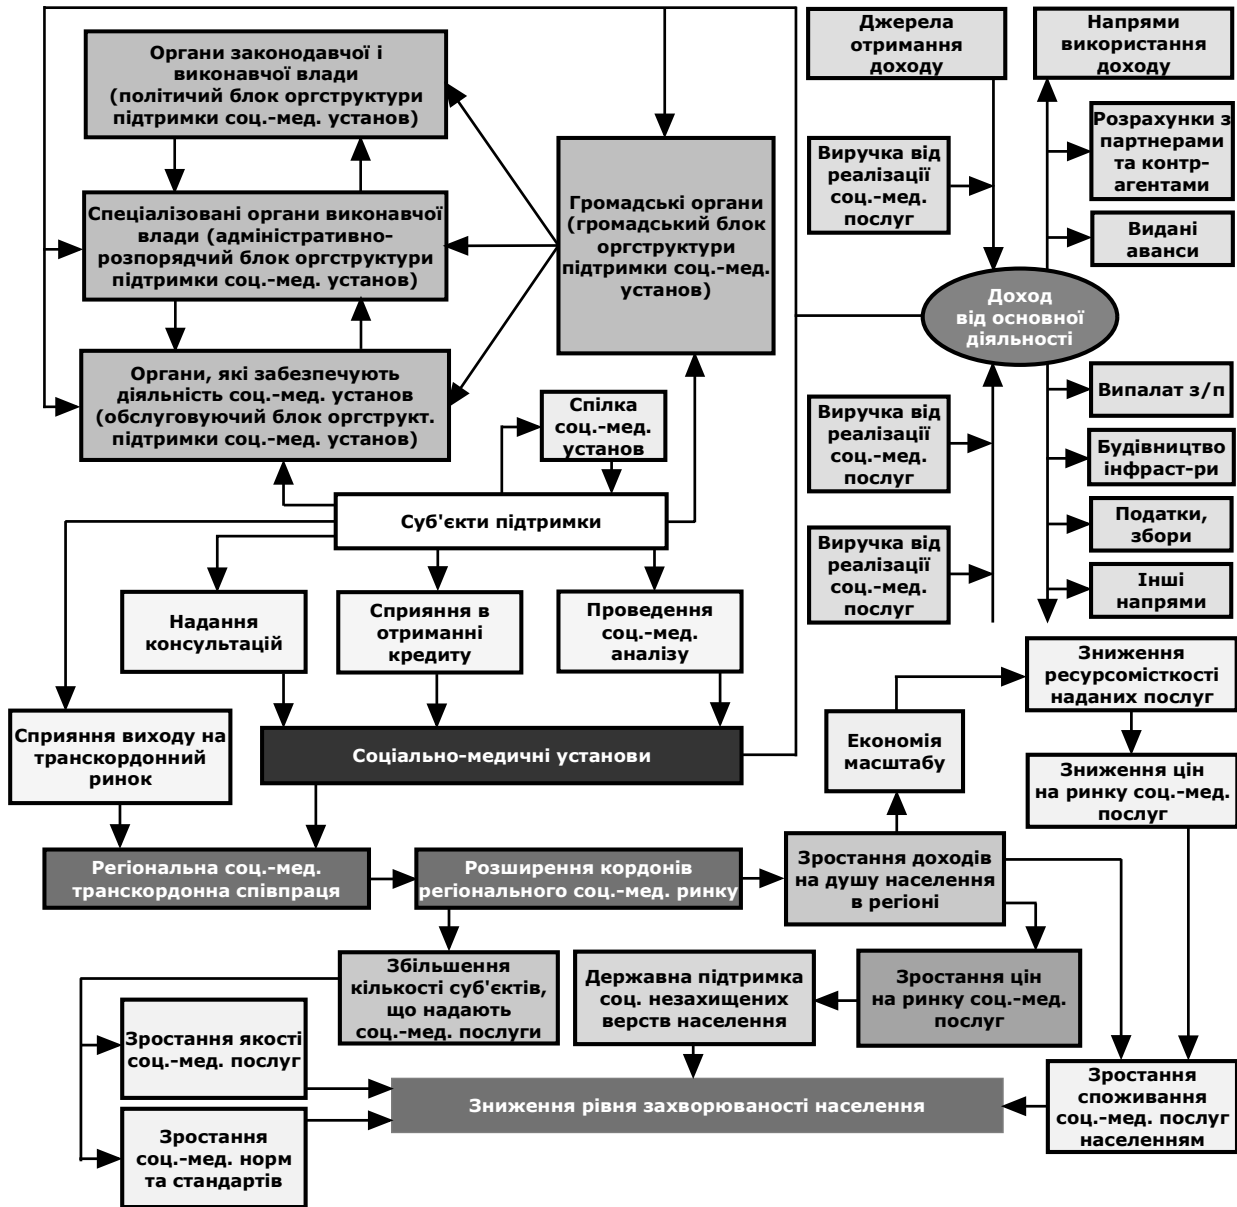 Органи законодавчої і
виконавчої влади
(політичий блок оргструктури
підтримки соц.-мед. установ)
Спеціалізовані органи виконавчої
влади (адміністративно-
розпорядчий блок оргструктури
підтримки соц.-мед. установ)
Органи, які забезпечують
діяльність соц.-мед. установ
(обслуговуючий блок оргструкт.
підтримки соц.-мед. установ)
Громадські органи
(громадський блок
оргструктури
підтримки соц.-мед.
установ)
Джерела
отримання
доходу
Напрями
використання
доходу
Виручка від
реалізації
соц.-мед.
послуг
Розрахунки з
партнерами
та контр-
агентами
Видані
аванси
Доход
від основної
діяльності
Виручка від
реалізації
соц.-мед.
послуг
Виручка від
реалізації
соц.-мед.
послуг
Випалат з/п
Будівництво
інфраст-ри
Податки,
збори
Інші
напрями
Спілка
соц.-мед.
установ
Суб'єкти підтримки
Надання
консультацій
Сприяння в
отриманні
кредиту
Проведення
соц.-мед.
аналізу
Сприяння виходу на
транскордонний
ринок
Соціально-медичні установи
Економія
масштабу
Зниження
ресурсомісткості
наданих послуг
Зниження цін
на ринку соц.-мед.
послуг
Регіональна соц.-мед.
транскордонна співпраця
Розширення кордонів
регіонального соц.-мед. ринку
Зростання доходів
на душу населення
в регіоні
Збільшення
кількості суб'єктів,
що надають
соц.-мед. послуги
Державна підтримка
соц. незахищених
верств населення
Зростання цін
на ринку соц.-мед.
послуг
Зростання якості
соц.-мед. послуг
Зниження рівня захворюваності населення
Зростання
споживання
соц.-мед. послуг
населенням
Зростання
соц.-мед. норм
та стандартів